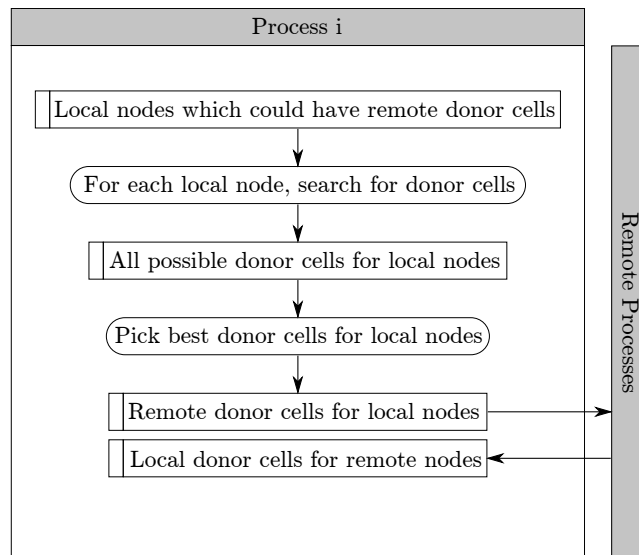 Process i
Local nodes which could have remote donor cells
For each local node, search for donor cells
All possible donor cells for local nodes
Pick best donor cells for local nodes
Remote donor cells for local nodes
Local donor cells for remote nodes
Remote Processes